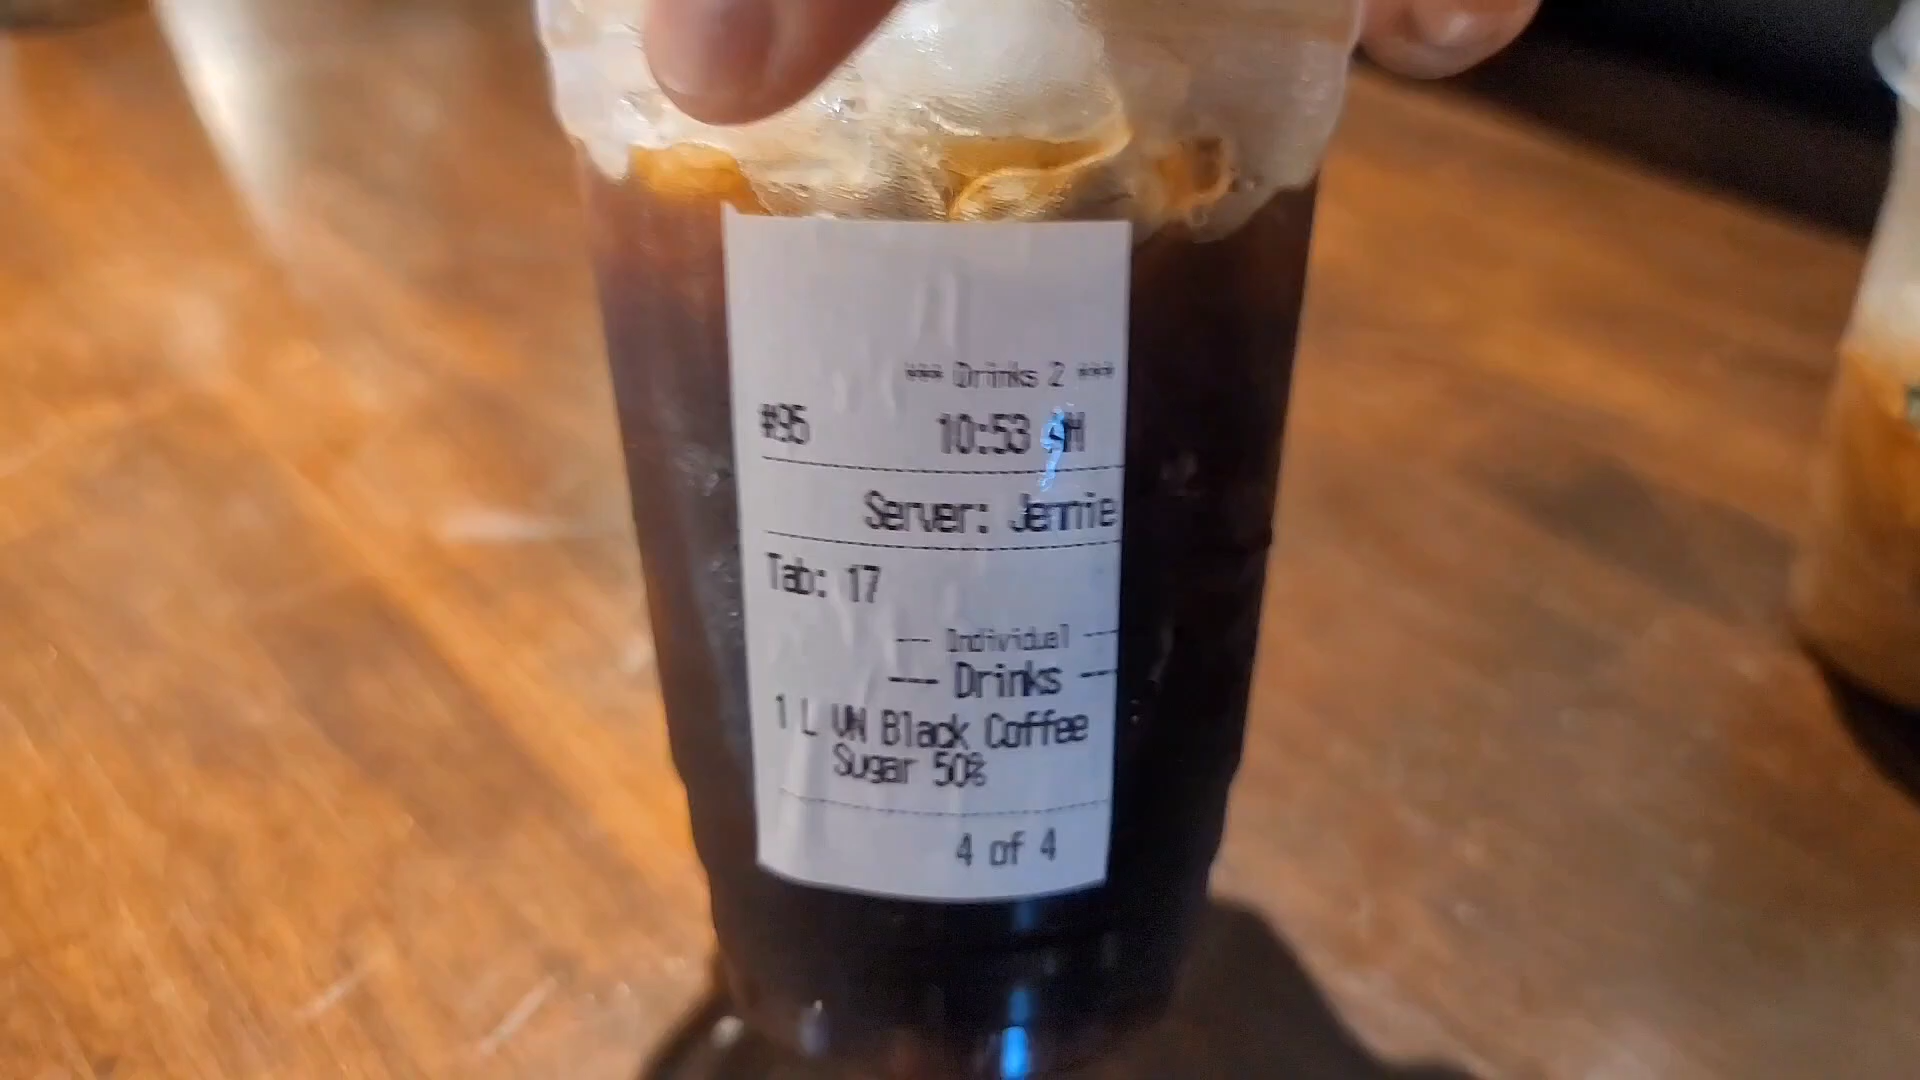 *** Drinks 2 ***
#95 10:53 AM
Server: Jennie
Tab: 17
--- Individual ---
--- Drinks ---
1 L VN Black Coffee
Sugar 50%
4 of 4